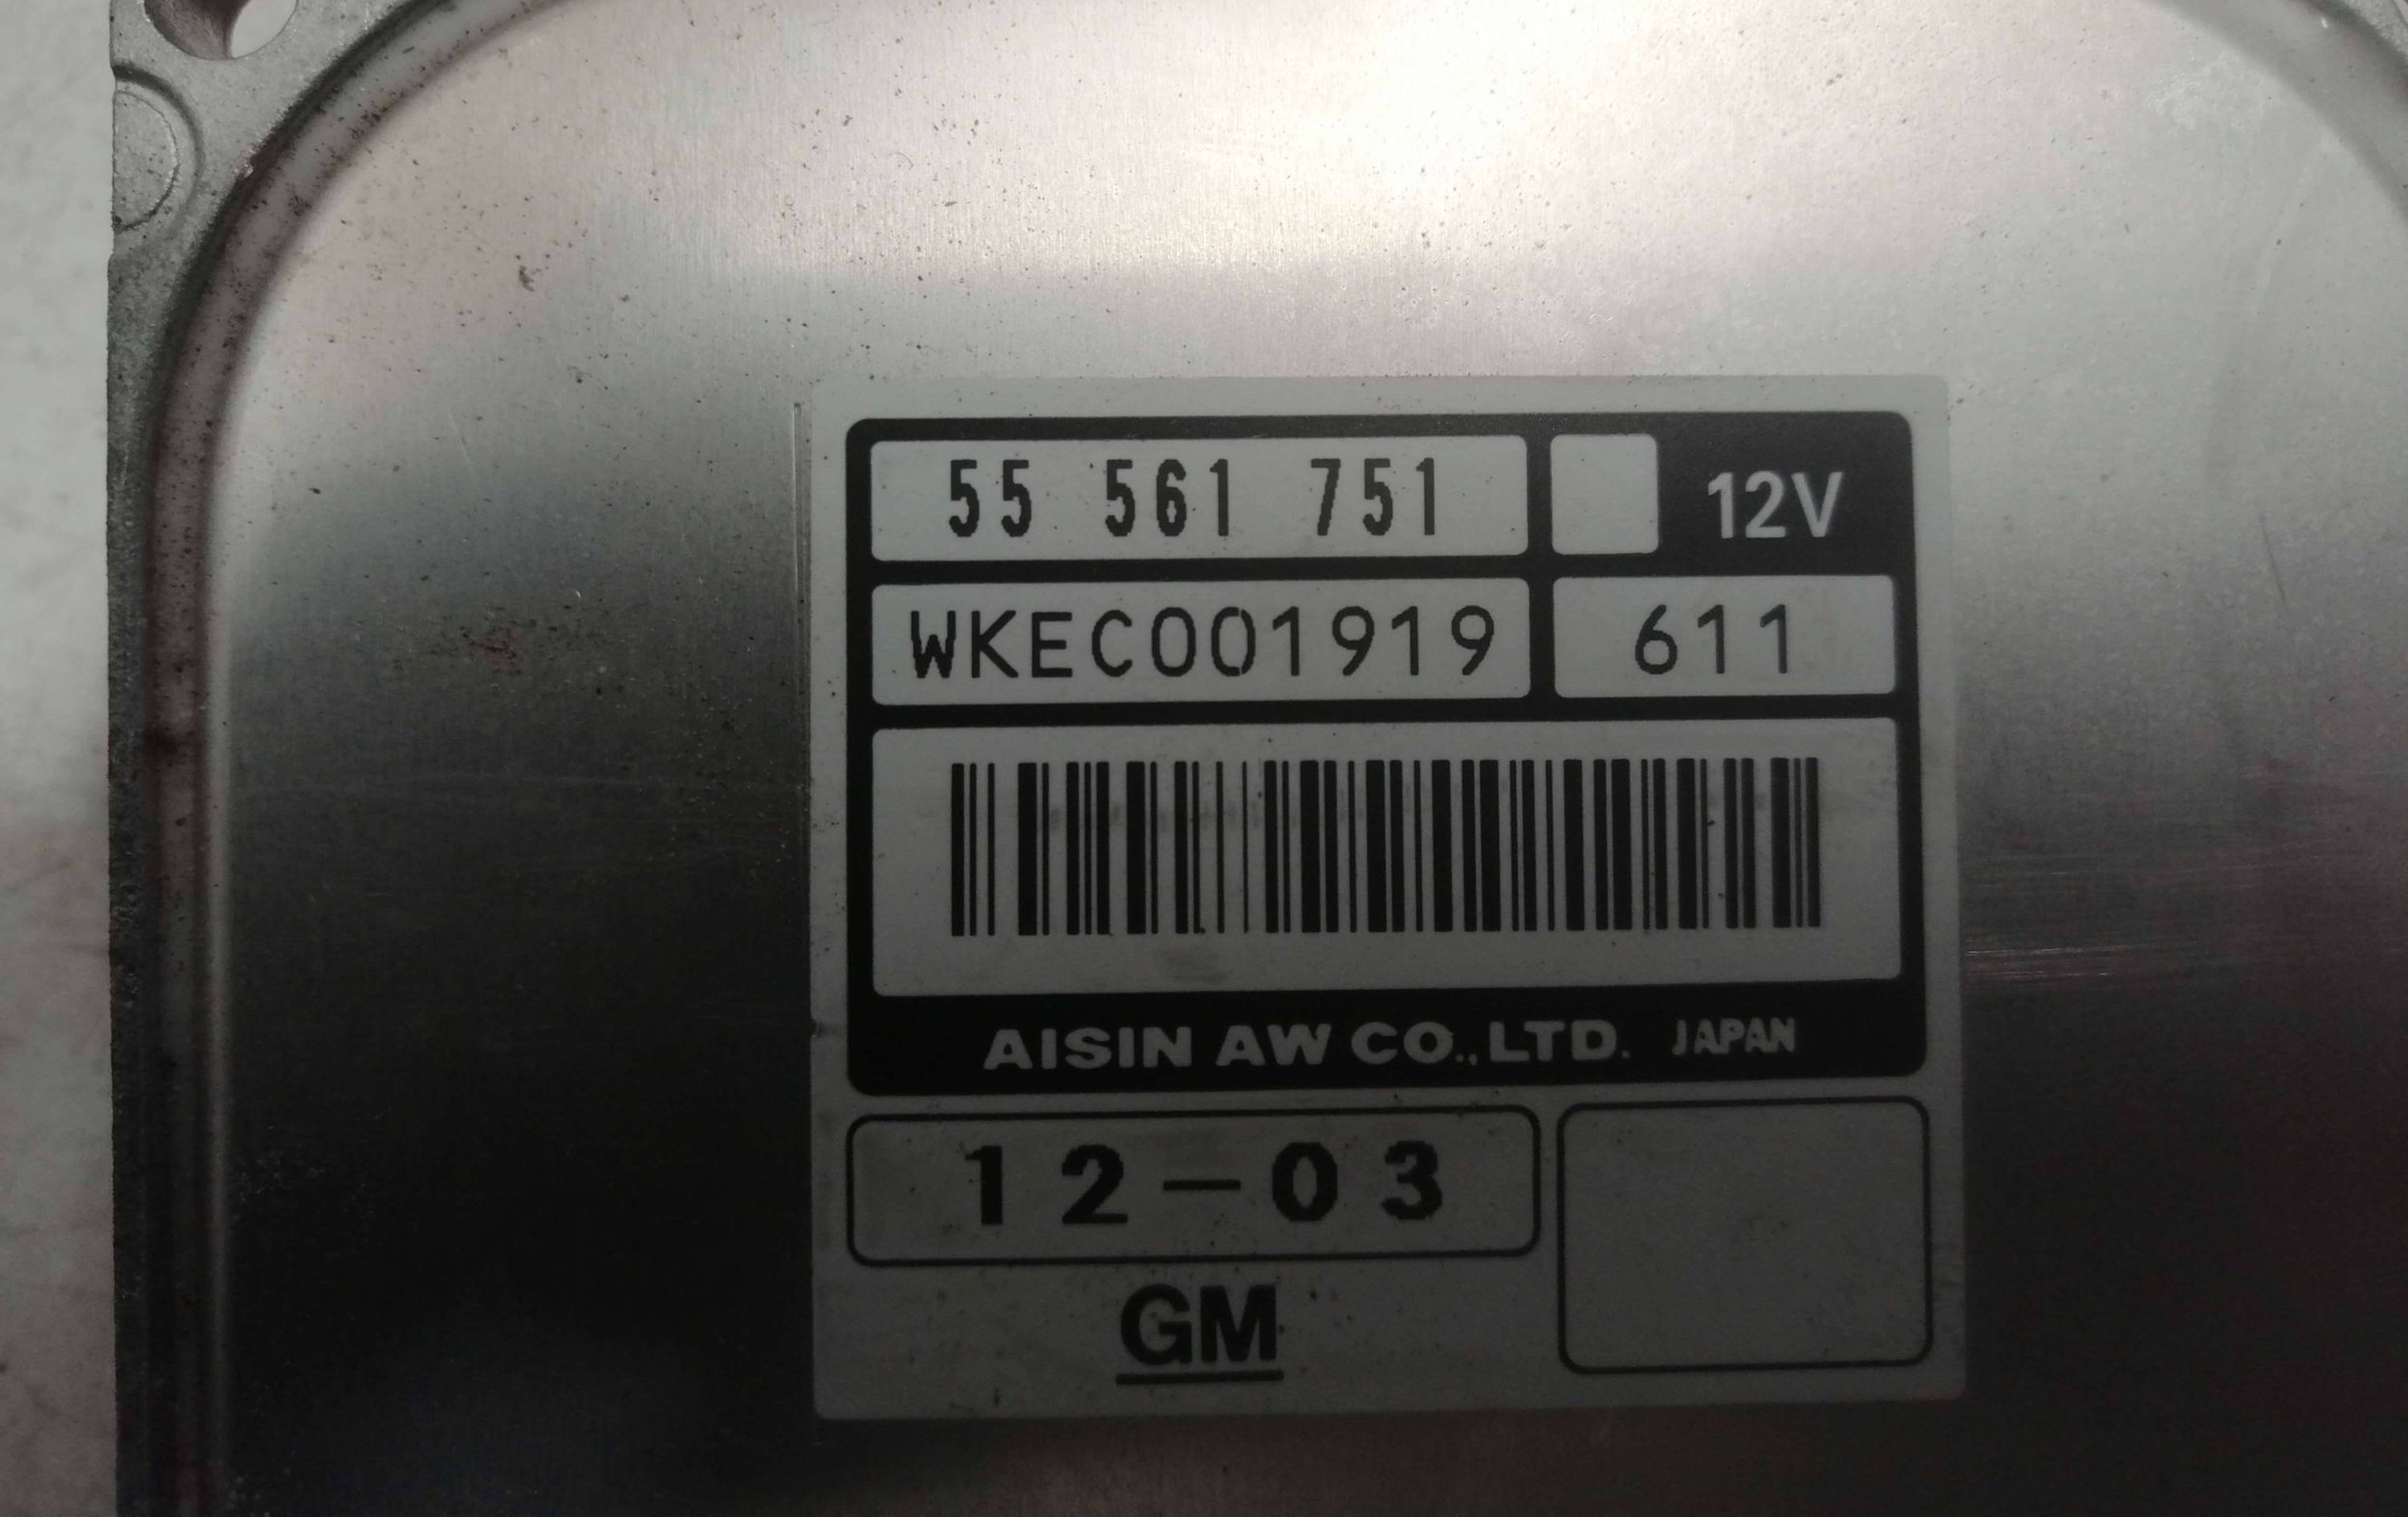 55 561 751 12V
WKEC001919 611
AISIN AW CO.,LTD. JAPAN
12-03
GM